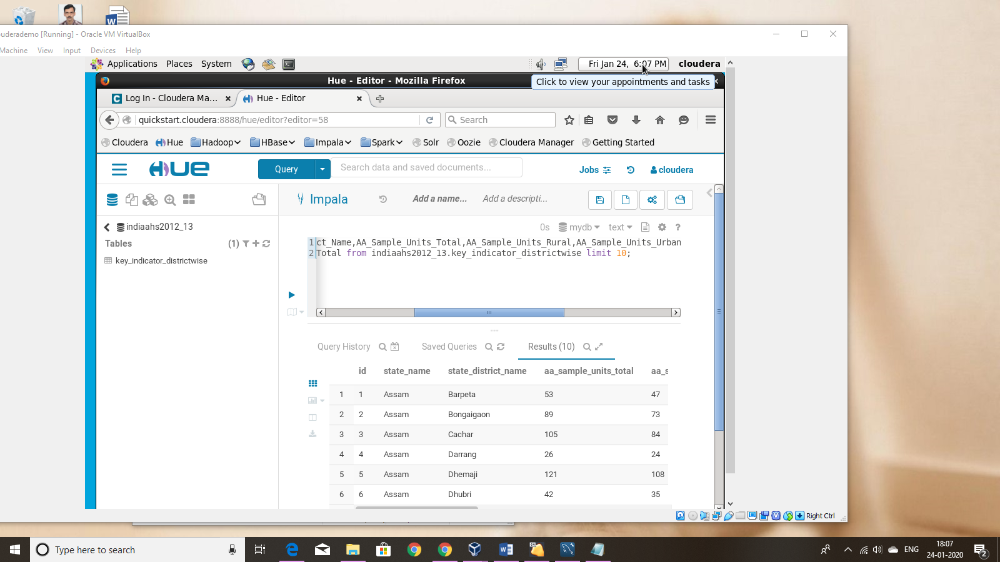 ouderademo [Running] - Oracle VM VirtualBox
Machine View Input Devices Help
Applications Places System
Fri Jan 24, 6:07 PM cloudera
Hue - Editor - Mozilla Firefox
Click to view your appointments and tasks
Log In - Cloudera Ma...
Hue - Editor
quickstart.cloudera:8888/hue/editor?editor=58
Search
Cloudera Hue Hadoop HBase Impala Spark Solr Oozie Cloudera Manager Getting Started
HUE
Query
Search data and saved documents...
Jobs
cloudera
Impala
Add a name...
Add a descripti...
indiaahs2012_13
0s mydb text ?
Tables (1)
key_indicator_districtwise
1 ct_Name,AA_Sample_Units_Total,AA_Sample_Units_Rural,AA_Sample_Units_Urban
2 Total from indiaahs2012_13.key_indicator_districtwise limit 10;
Query History
Saved Queries
Results (10)
id state_name state_district_name aa_sample_units_total aa_s
1 1 Assam Barpeta 53 47
2 2 Assam Bongaigaon 89 73
3 3 Assam Cachar 105 84
4 4 Assam Darrang 26 24
5 5 Assam Dhemaji 121 108
6 6 Assam Dhubri 42 35
Right Ctrl
Type here to search
ENG
18:07
24-01-2020
2